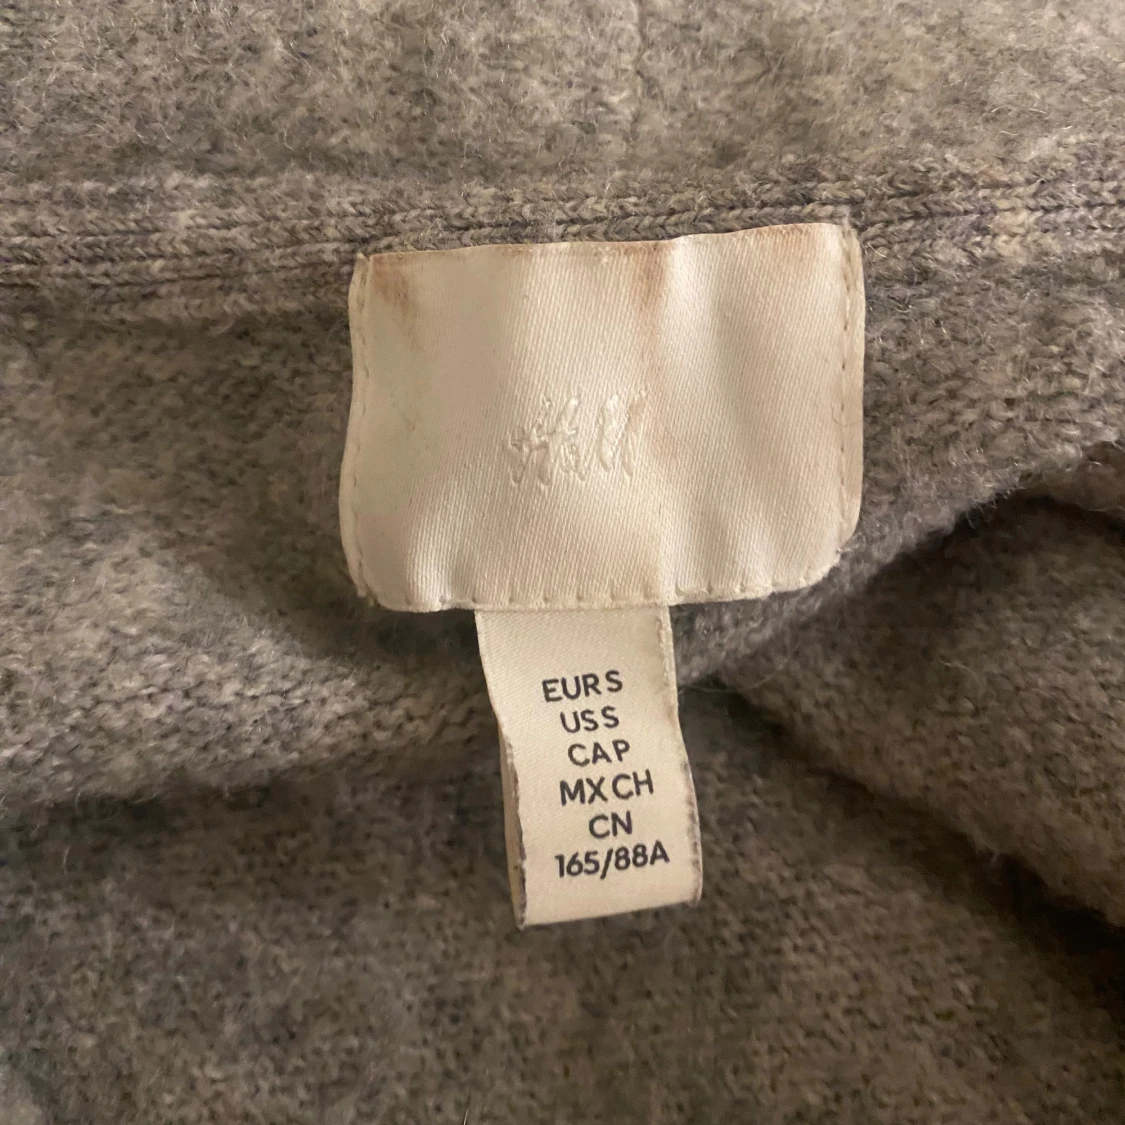 H&M
EUR S
US S
CA P
MX CH
CN
165/88A